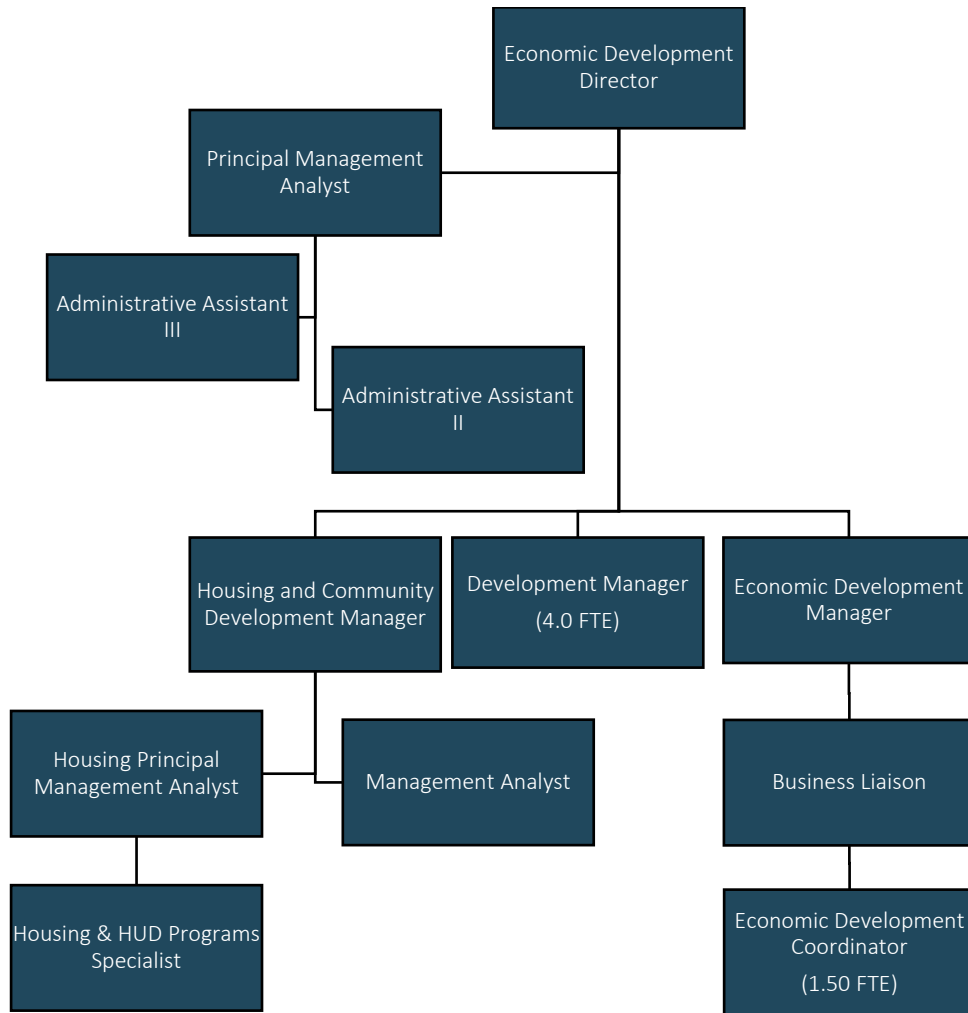 Economic Development
Director
Principal Management
Analyst
Administrative Assistant
III
Administrative Assistant
II
Housing and Community
Development Manager
Development Manager
(4.0 FTE)
Economic Development
Manager
Housing Principal
Management Analyst
Management Analyst
Business Liaison
Housing & HUD Programs
Specialist
Economic Development
Coordinator
(1.50 FTE)